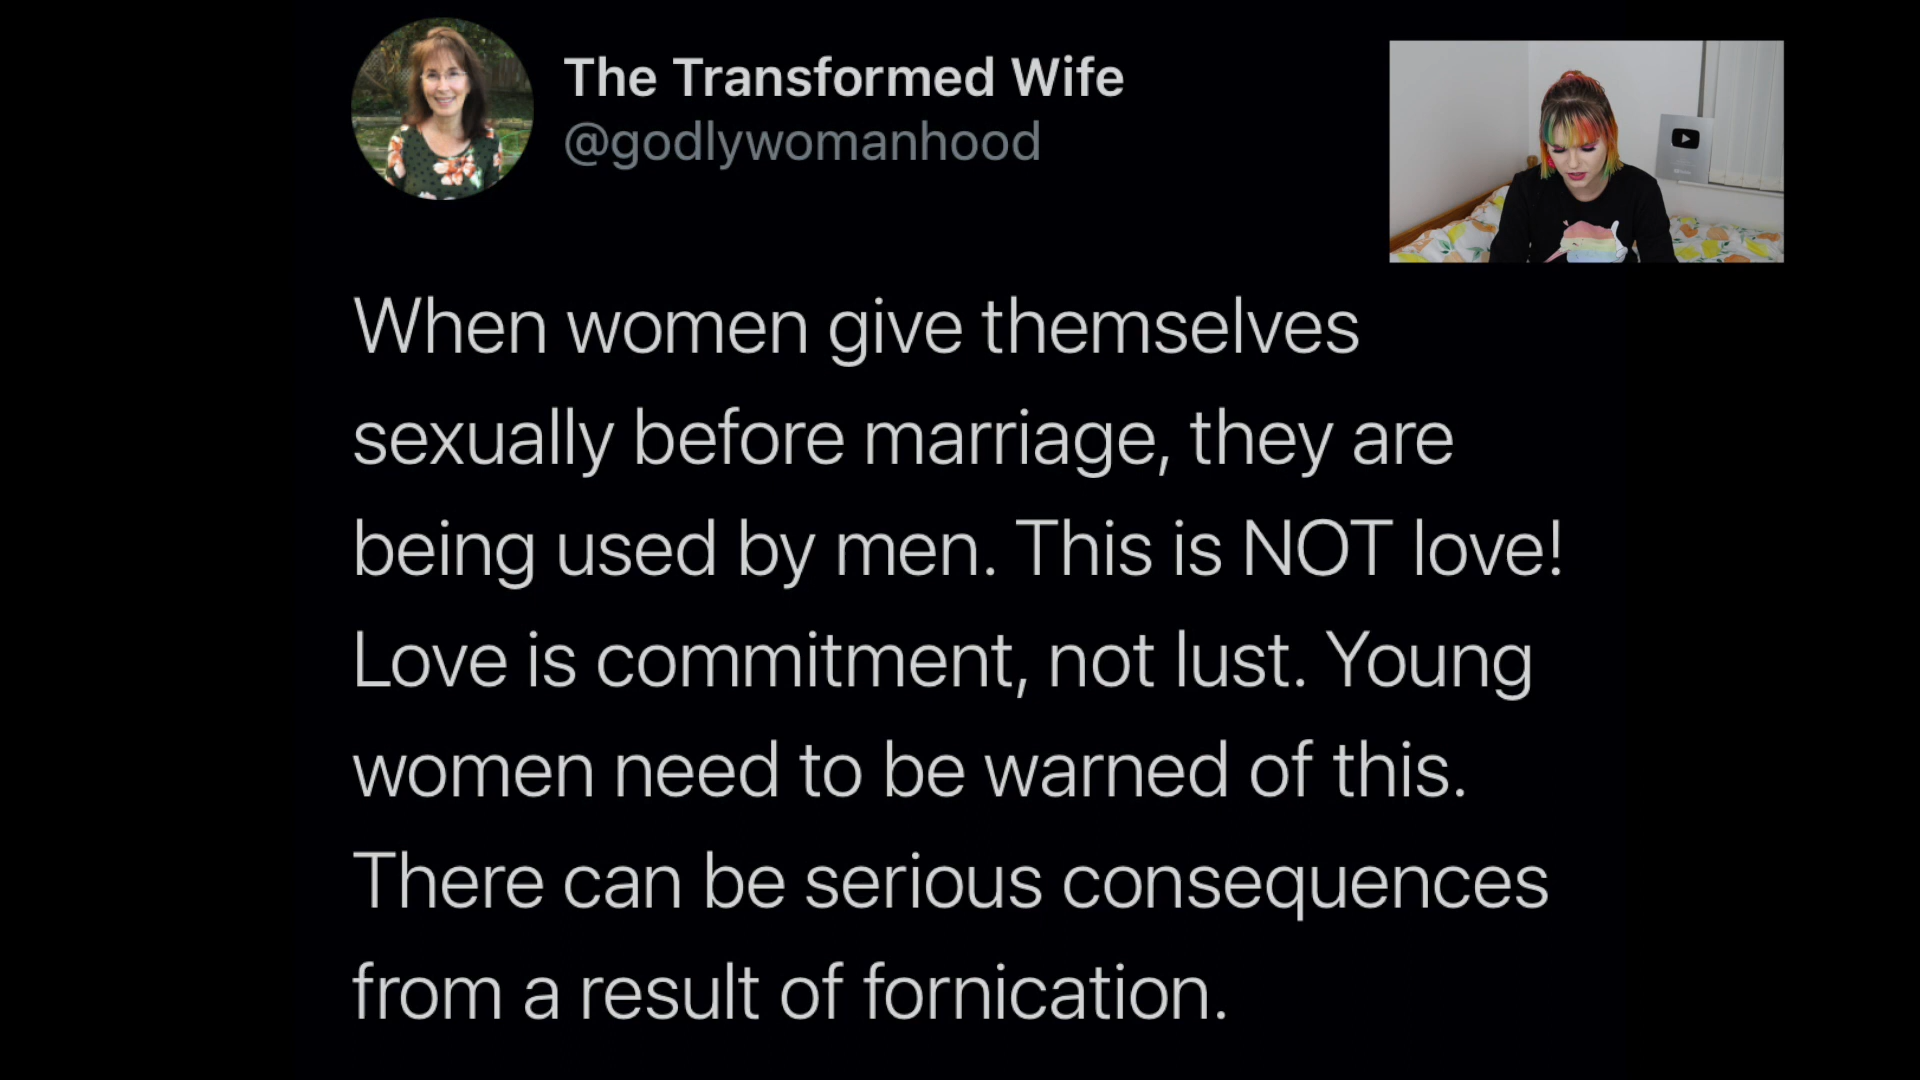 The Transformed Wife
@godlywomanhood
When women give themselves
sexually before marriage, they are
being used by men. This is NOT love!
Love is commitment, not lust. Young
women need to be warned of this.
There can be serious consequences
from a result of fornication.